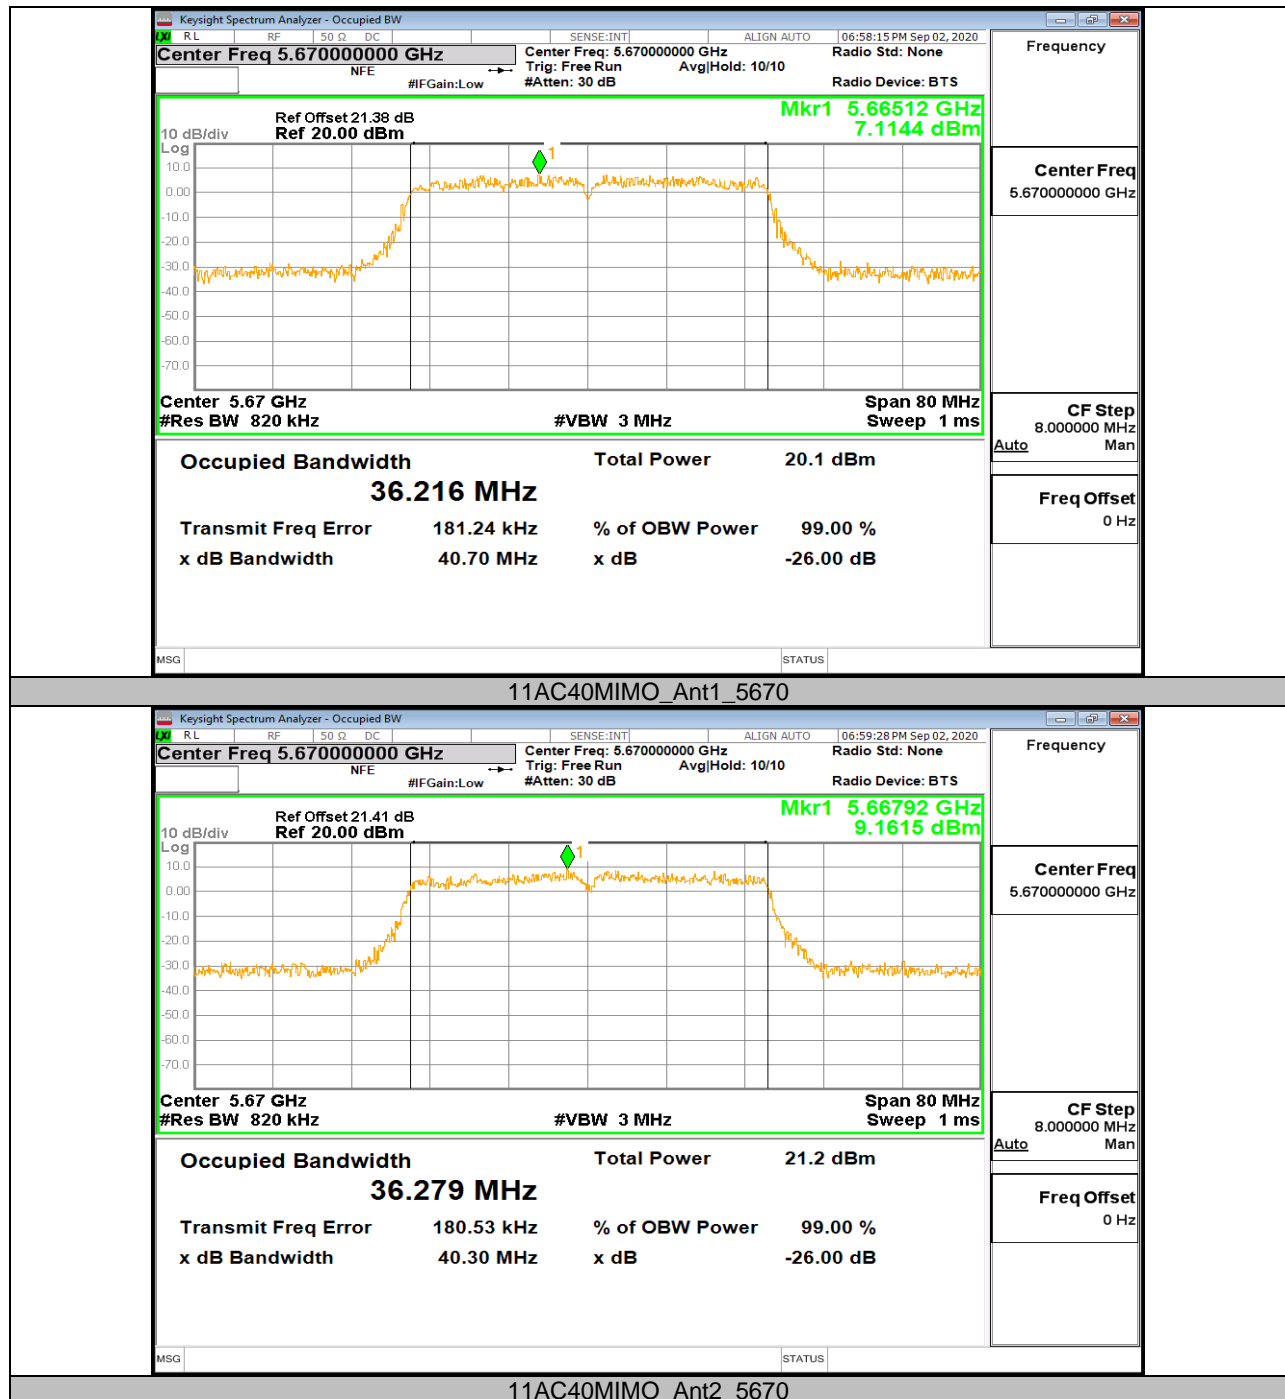 Keysight Spectrum Analyzer - Occupied BW
LXI RL RF 50 Ω DC SENSE:INT ALIGN AUTO 06:58:15 PM Sep 02, 2020
Center Freq 5.670000000 GHz
NFE
#IFGain:Low
Center Freq: 5.670000000 GHz
Trig: Free Run Avg|Hold: 10/10
#Atten: 30 dB
Radio Std: None
Radio Device: BTS
Frequency
Ref Offset 21.38 dB
10 dB/div Ref 20.00 dBm
Mkr1 5.66512 GHz
7.1144 dBm
Log
1
10.0
0.00
-10.0
-20.0
-30.0
-40.0
-50.0
-60.0
-70.0
Center 5.67 GHz Span 80 MHz
#Res BW 820 kHz #VBW 3 MHz Sweep 1 ms
Center Freq
5.670000000 GHz
CF Step
8.000000 MHz
Auto Man
Freq Offset
0 Hz
Occupied Bandwidth Total Power 20.1 dBm
36.216 MHz
Transmit Freq Error 181.24 kHz % of OBW Power 99.00 %
x dB Bandwidth 40.70 MHz x dB -26.00 dB
MSG STATUS
11AC40MIMO_Ant1_5670
Keysight Spectrum Analyzer - Occupied BW
LXI RL RF 50 Ω DC SENSE:INT ALIGN AUTO 06:59:28 PM Sep 02, 2020
Center Freq 5.670000000 GHz
NFE
#IFGain:Low
Center Freq: 5.670000000 GHz
Trig: Free Run Avg|Hold: 10/10
#Atten: 30 dB
Radio Std: None
Radio Device: BTS
Frequency
Ref Offset 21.41 dB
10 dB/div Ref 20.00 dBm
Mkr1 5.66792 GHz
9.1615 dBm
Log
1
10.0
0.00
-10.0
-20.0
-30.0
-40.0
-50.0
-60.0
-70.0
Center 5.67 GHz Span 80 MHz
#Res BW 820 kHz #VBW 3 MHz Sweep 1 ms
Center Freq
5.670000000 GHz
CF Step
8.000000 MHz
Auto Man
Freq Offset
0 Hz
Occupied Bandwidth Total Power 21.2 dBm
36.279 MHz
Transmit Freq Error 180.53 kHz % of OBW Power 99.00 %
x dB Bandwidth 40.30 MHz x dB -26.00 dB
MSG STATUS
11AC40MIMO_Ant2_5670